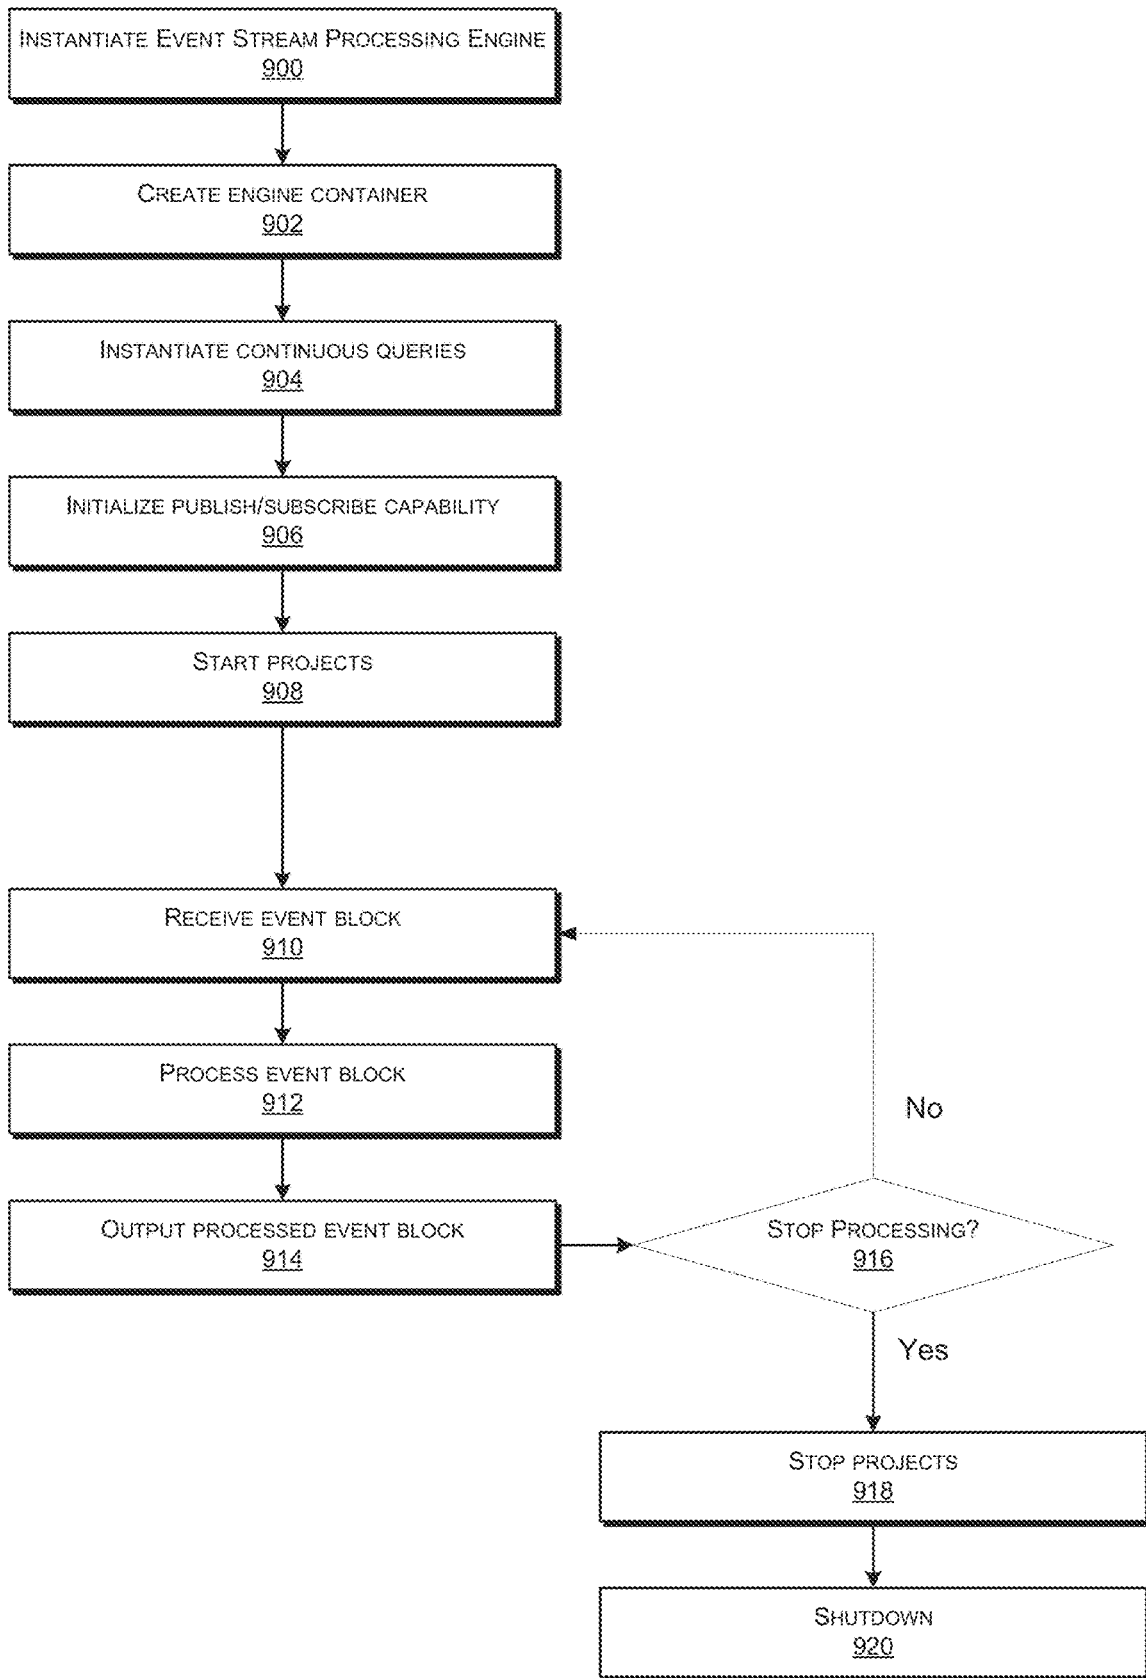 INSTANTIATE EVENT STREAM PROCESSING ENGINE
900
CREATE ENGINE CONTAINER
902
INSTANTIATE CONTINUOUS QUERIES
904
INITIALIZE PUBLISH/SUBSCRIBE CAPABILITY
906
START PROJECTS
908
RECEIVE EVENT BLOCK
910
PROCESS EVENT BLOCK
912
No
OUTPUT PROCESSED EVENT BLOCK
914
STOP PROCESSING?
916
Yes
STOP PROJECTS
918
SHUTDOWN
920